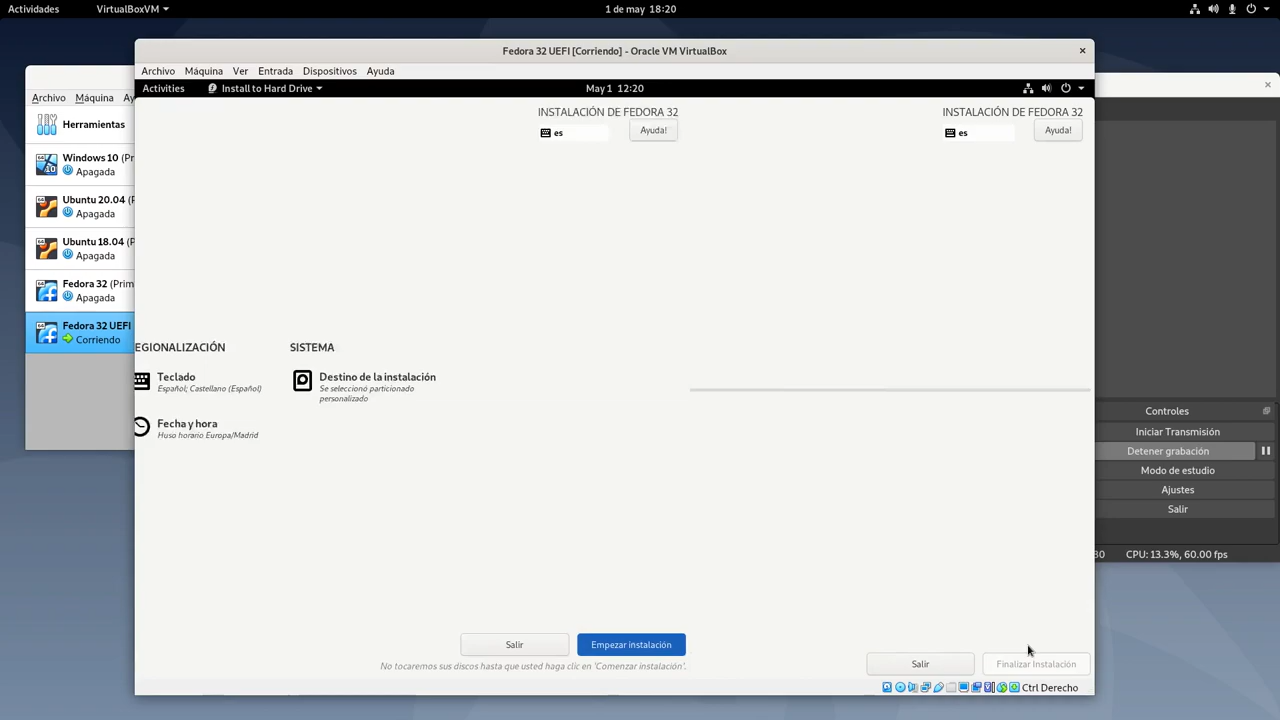 Actividades
VirtualBoxVM
1 de may 18:20
Fedora 32 UEFI [Corriendo] - Oracle VM VirtualBox
Archivo Máquina Ver Entrada Dispositivos Ayuda
Activities
Install to Hard Drive
May 1 12:20
Archivo Máquina Ay
Herramientas
Windows 10 (Pr
Apagada
Ubuntu 20.04 (P
Apagada
Ubuntu 18.04 (P
Apagada
Fedora 32 (Prim
Apagada
Fedora 32 UEFI
Corriendo
INSTALACIÓN DE FEDORA 32
es
Ayuda!
INSTALACIÓN DE FEDORA 32
es
Ayuda!
EGIONALIZACIÓN
Teclado
Español; Castellano (Español)
Fecha y hora
Huso horario Europa/Madrid
SISTEMA
Destino de la instalación
Se seleccionó particionado
personalizado
Salir
Empezar instalación
No tocaremos sus discos hasta que usted haga clic en 'Comenzar instalación'.
Salir
Finalizar Instalación
Ctrl Derecho
Controles
Iniciar Transmisión
Detener grabación
Modo de estudio
Ajustes
Salir
30 CPU: 13.3%, 60.00 fps